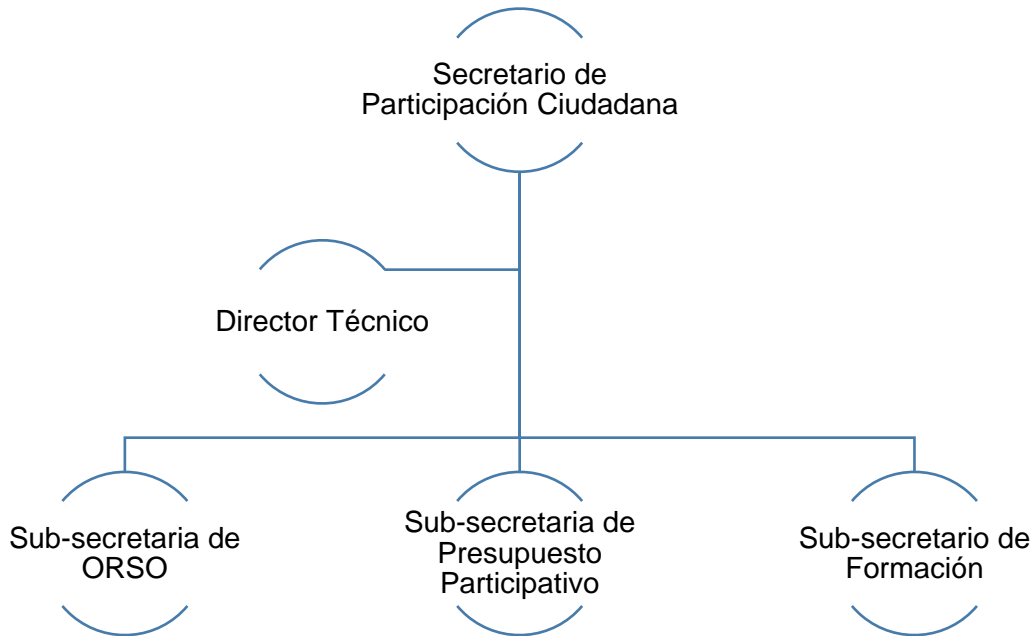 Secretario de
Participación Ciudadana
Director Técnico
Sub-secretaria de
ORSO
Sub-secretaria de
Presupuesto
Participativo
Sub-secretario de
Formación